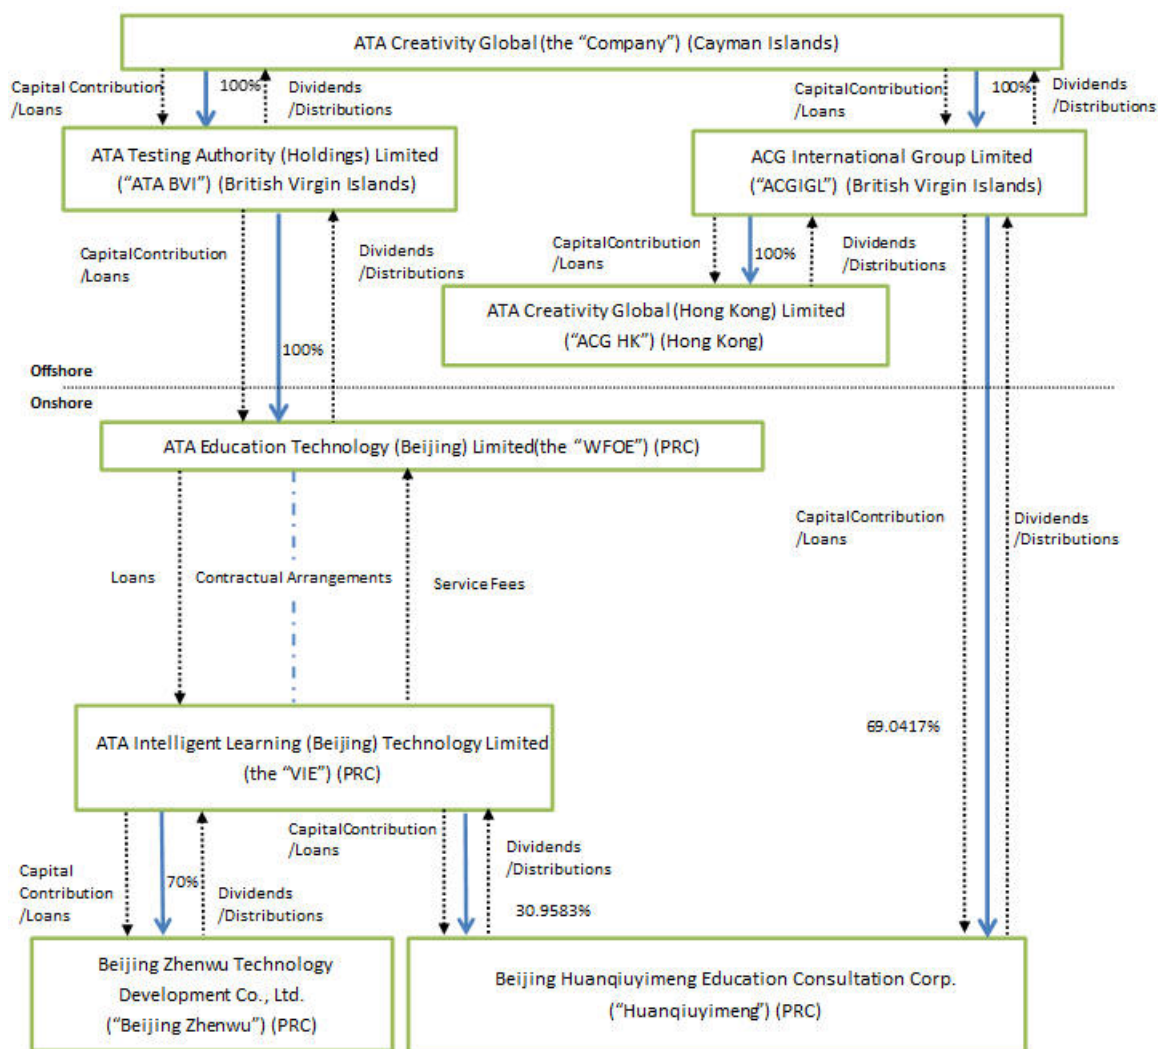 ATA Creativity Global (the “Company”) (Cayman Islands)
Capital Contribution
/Loans
100%
Dividends
/Distributions
CapitalContribution
/Loans
100%
Dividends
/Distributions
ATA Testing Authority (Holdings) Limited
(“ATA BVI”) (British Virgin Islands)
ACG International Group Limited
(“ACGIGL”) (British Virgin Islands)
CapitalContribution
/Loans
Dividends
/Distributions
CapitalContribution
/Loans
100%
Dividends
/Distributions
ATA Creativity Global (Hong Kong) Limited
(“ACG HK”) (Hong Kong)
100%
Offshore
Onshore
ATA Education Technology (Beijing) Limited(the “WFOE”) (PRC)
CapitalContribution
/Loans
Dividends
/Distributions
Loans
Contractual Arrangements
Service Fees
69.0417%
ATA Intelligent Learning (Beijing) Technology Limited
(the “VIE”) (PRC)
CapitalContribution
/Loans
Dividends
/Distributions
Capital
Contribution
/Loans
70%
Dividends
/Distributions
30.9583%
Beijing Zhenwu Technology
Development Co., Ltd.
(“Beijing Zhenwu”) (PRC)
Beijing Huanqiuyimeng Education Consultation Corp.
(“Huanqiuyimeng”) (PRC)